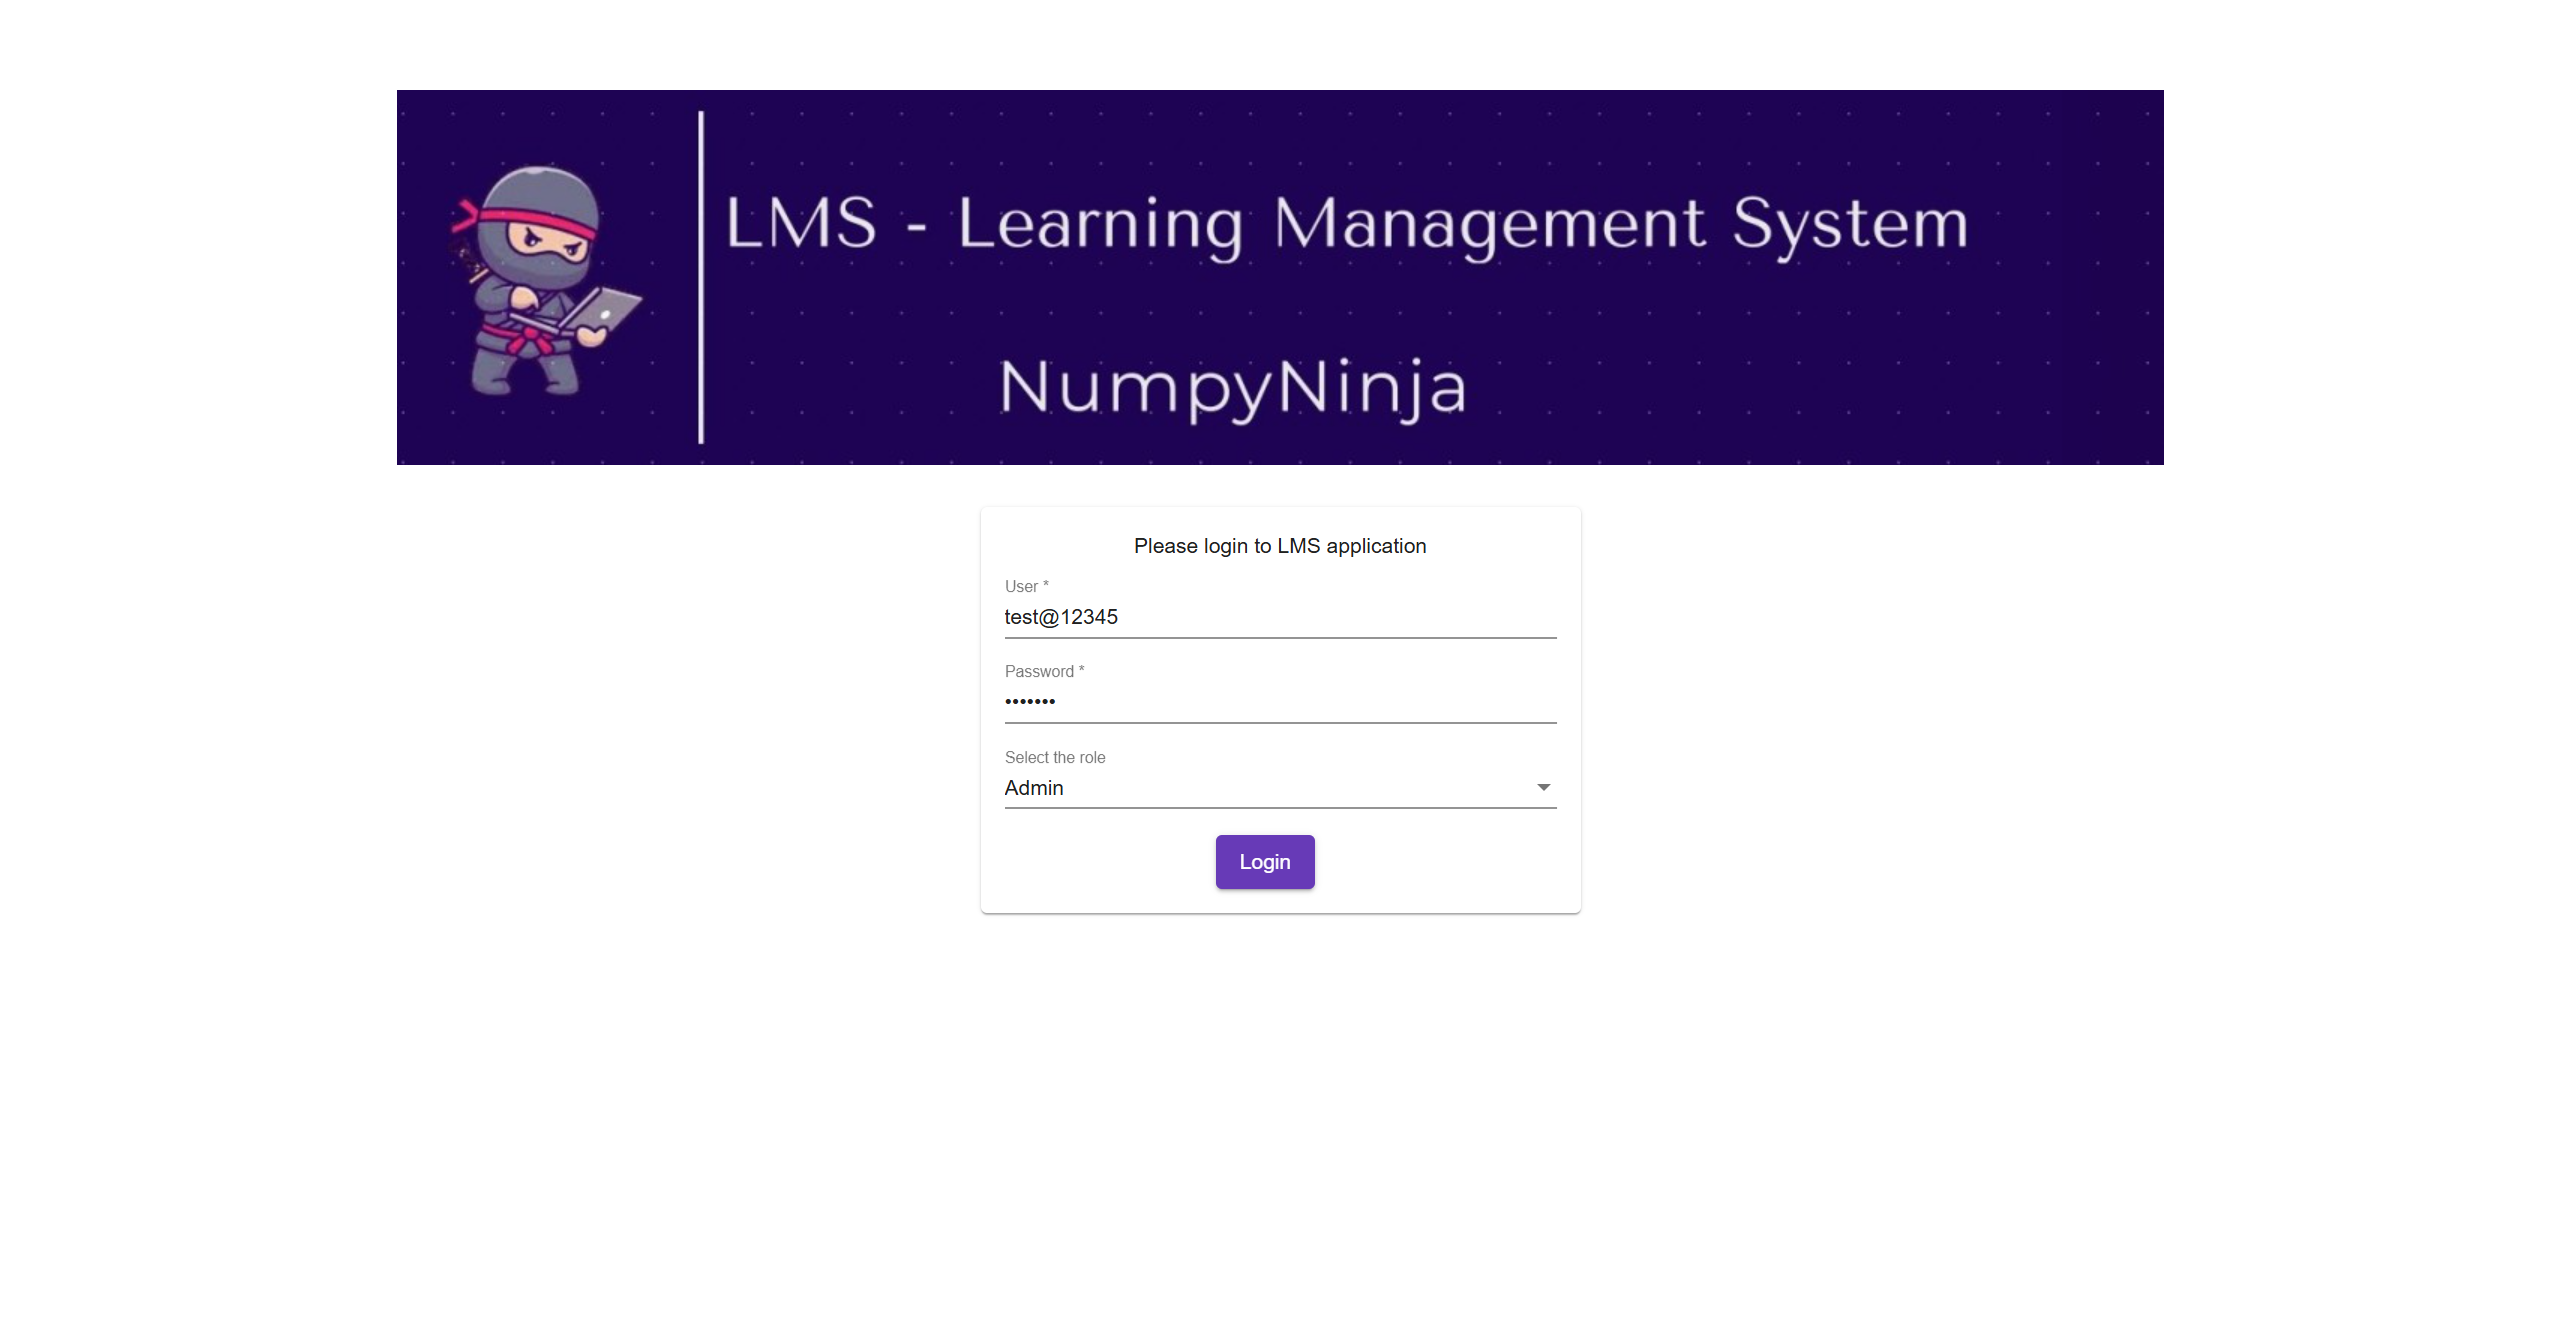 LMS - Learning Management System
NumpyNinja
Please login to LMS application
User *
test@12345
Password *
•••••••
Select the role
Admin
Login